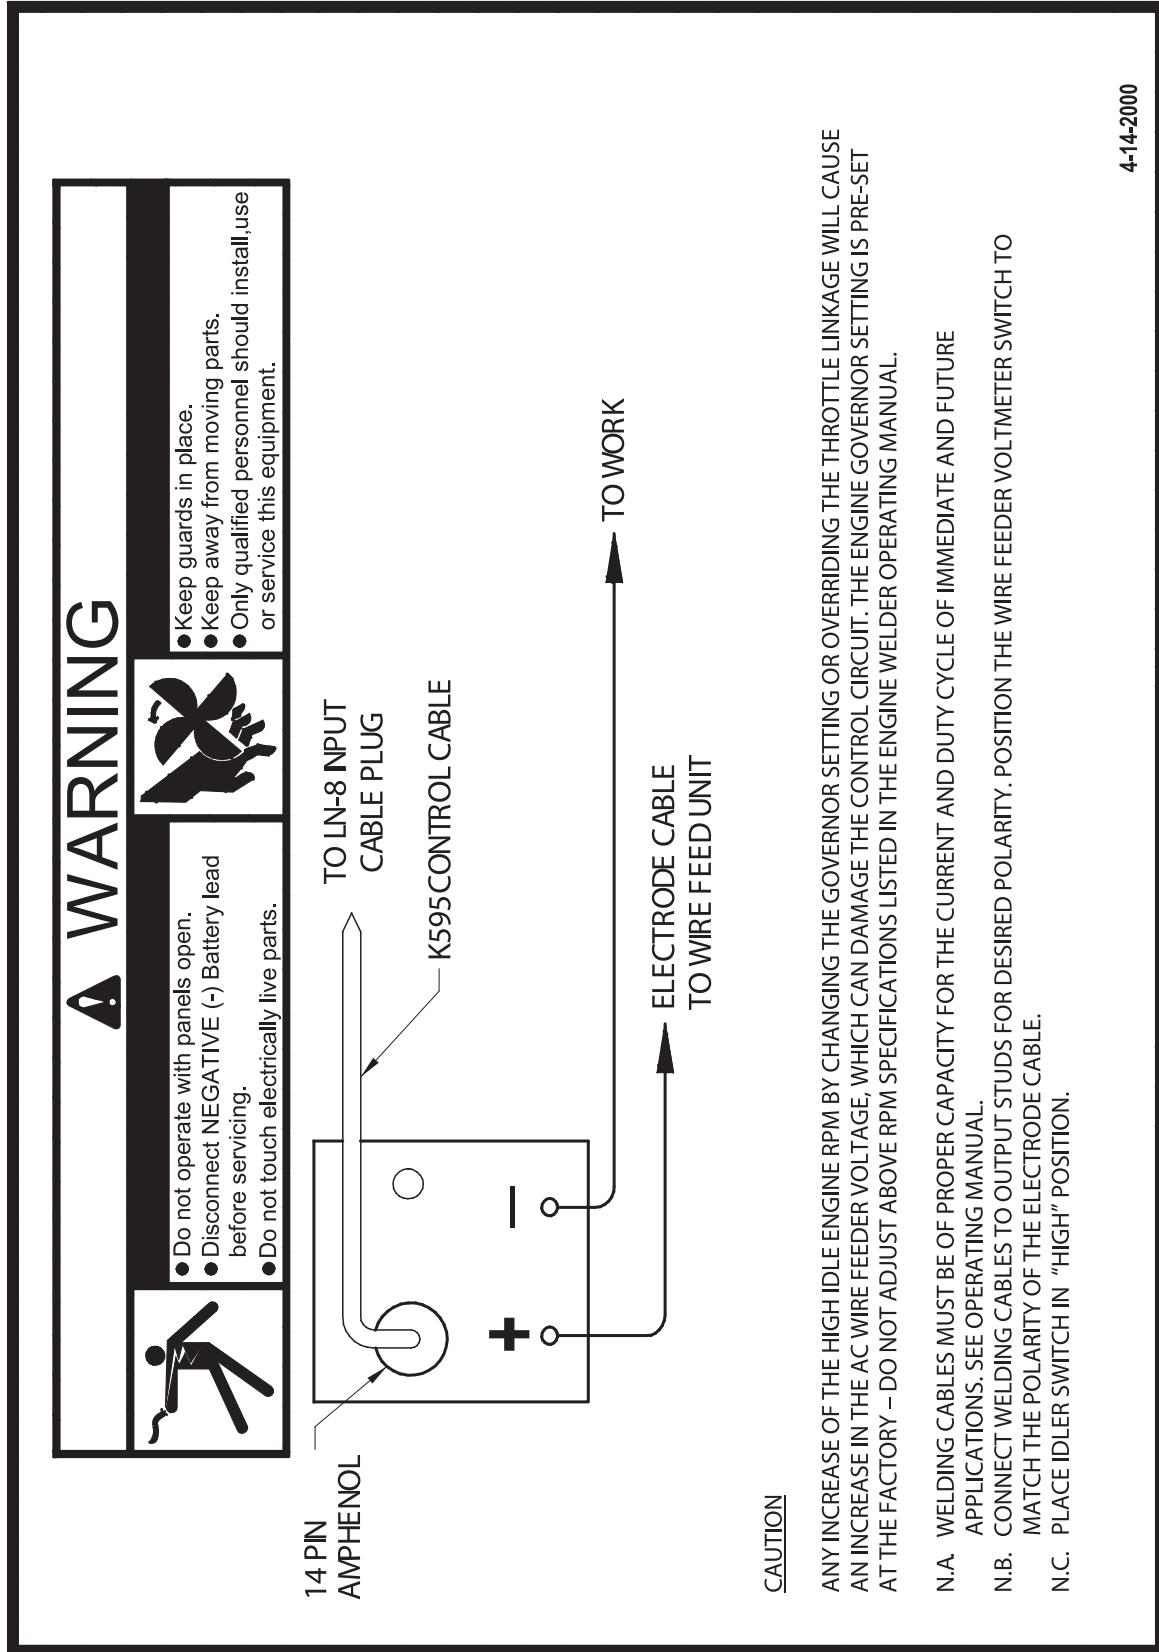 WARNING
● Do not operate with panels open.
● Disconnect NEGATIVE (-) Battery lead
before servicing.
● Do not touch electrically live parts.
● Keep guards in place.
● Keep away from moving parts.
● Only qualified personnel should install,use
or service this equipment.
14 PIN
AMPHENOL
TO LN-8 NPUT
CABLE PLUG
K595CONTROL CABLE
+
−
ELECTRODE CABLE
TO WIRE FEED UNIT
TO WORK
CAUTION
ANY INCREASE OF THE HIGH IDLE ENGINE RPM BY CHANGING THE GOVERNOR SETTING OR OVERRIDING THE THROTTLE LINKAGE WILL CAUSE
AN INCREASE IN THE AC WIRE FEEDER VOLTAGE, WHICH CAN DAMAGE THE CONTROL CIRCUIT. THE ENGINE GOVERNOR SETTING IS PRE-SET
AT THE FACTORY – DO NOT ADJUST ABOVE RPM SPECIFICATIONS LISTED IN THE ENGINE WELDER OPERATING MANUAL.
N.A. WELDING CABLES MUST BE OF PROPER CAPACITY FOR THE CURRENT AND DUTY CYCLE OF IMMEDIATE AND FUTURE
APPLICATIONS. SEE OPERATING MANUAL.
N.B. CONNECT WELDING CABLES TO OUTPUT STUDS FOR DESIRED POLARITY. POSITION THE WIRE FEEDER VOLTMETER SWITCH TO
MATCH THE POLARITY OF THE ELECTRODE CABLE.
N.C. PLACE IDLER SWITCH IN "HIGH" POSITION.
4-14-2000